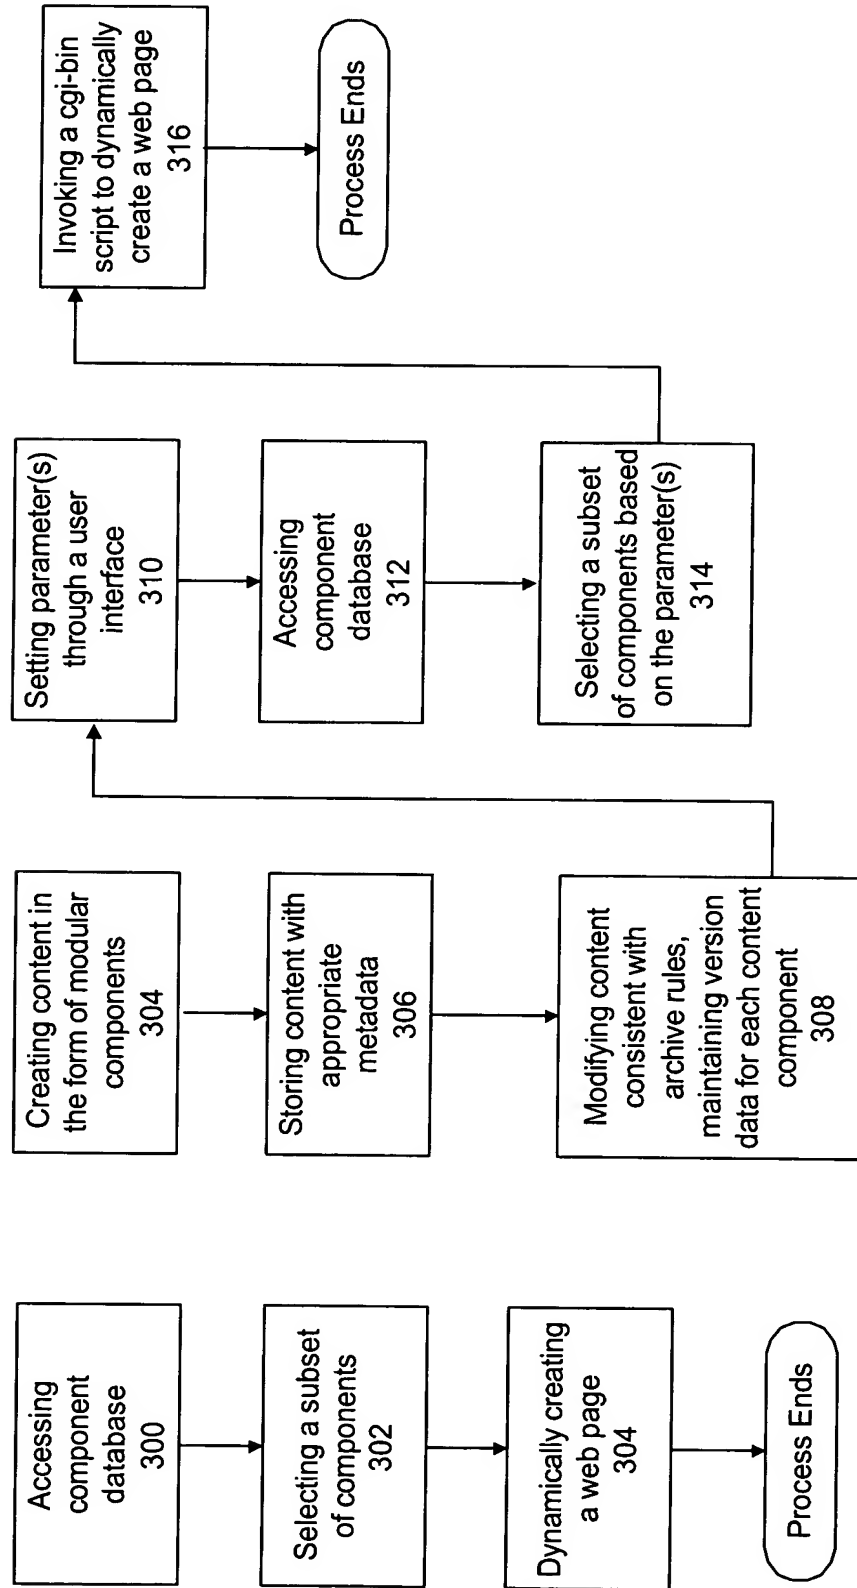 Accessing
component
database
300
Selecting a subset
of components
302
Dynamically creating
a web page
304
Process Ends
Creating content in
the form of modular
components
304
Storing content with
appropriate
metadata
306
Modifying content
consistent with
archive rules,
maintaining version
data for each content
component
308
Setting parameter(s)
through a user
interface
310
Accessing
component
database
312
Selecting a subset
of components based
on the parameter(s)
314
Invoking a cgi-bin
script to dynamically
create a web page
316
Process Ends